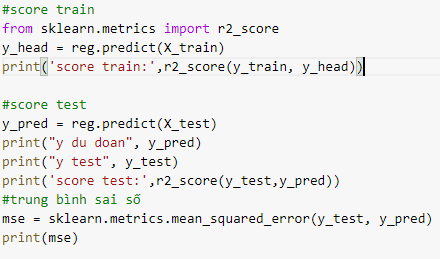 #score train
from sklearn.metrics import r2_score
y_head = reg.predict(X_train)
print('score train:',r2_score(y_train, y_head))
#score test
y_pred = reg.predict(X_test)
print("y du doan", y_pred)
print("y test", y_test)
print('score test:',r2_score(y_test,y_pred))
#trung bình sai số
mse = sklearn.metrics.mean_squared_error(y_test, y_pred)
print(mse)